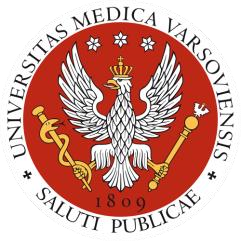 UNIVERSITAS MEDICA VARSOVIENSIS
1809
SALUTI PUBLICAE